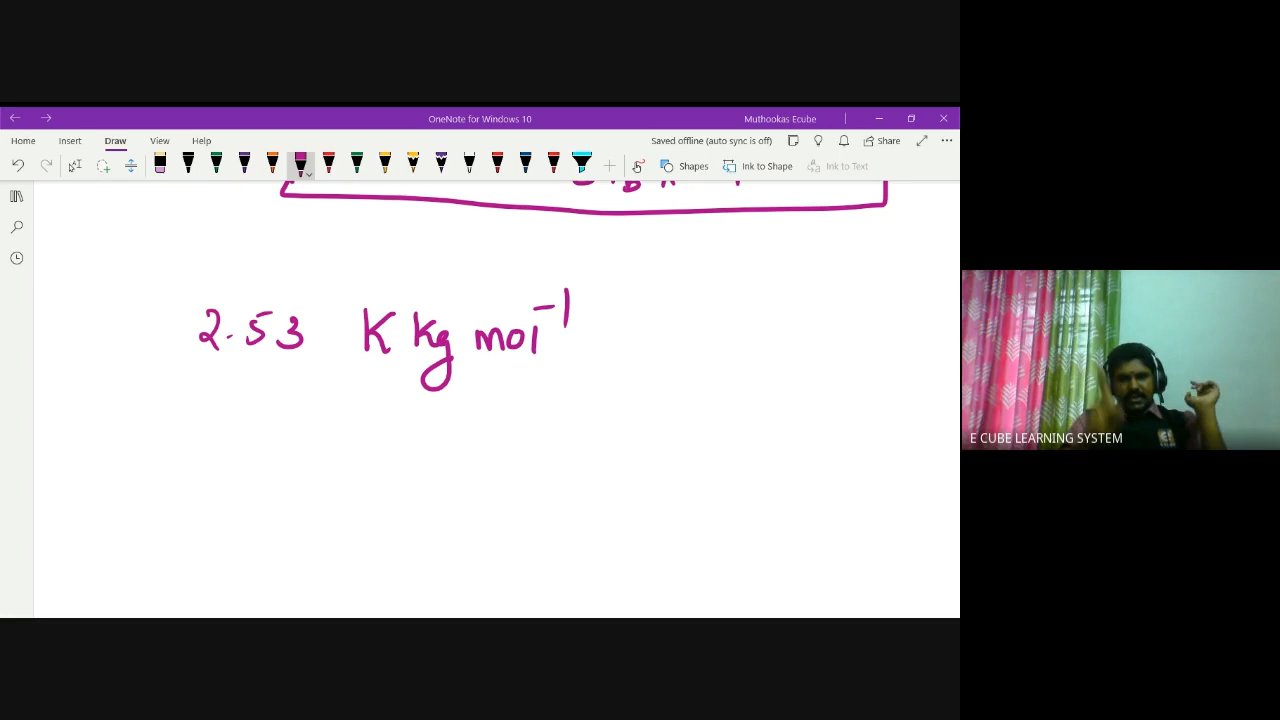 OneNote for Windows 10
Muthookas Ecube
Home Insert Draw View Help
Saved offline (auto sync is off)
Share
Shapes
Ink to Shape
Ink to Text
2.53 K kg mol⁻¹
E CUBE LEARNING SYSTEM